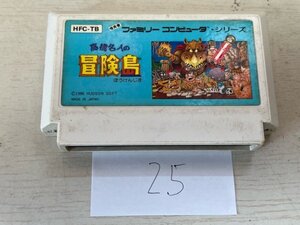 HFC-TB
ファミリー コンピュータ・シリーズ
高橋名人の
冒険島
ぼうけんじま
©1986 HUDSON SOFT
MADE IN JAPAN
25